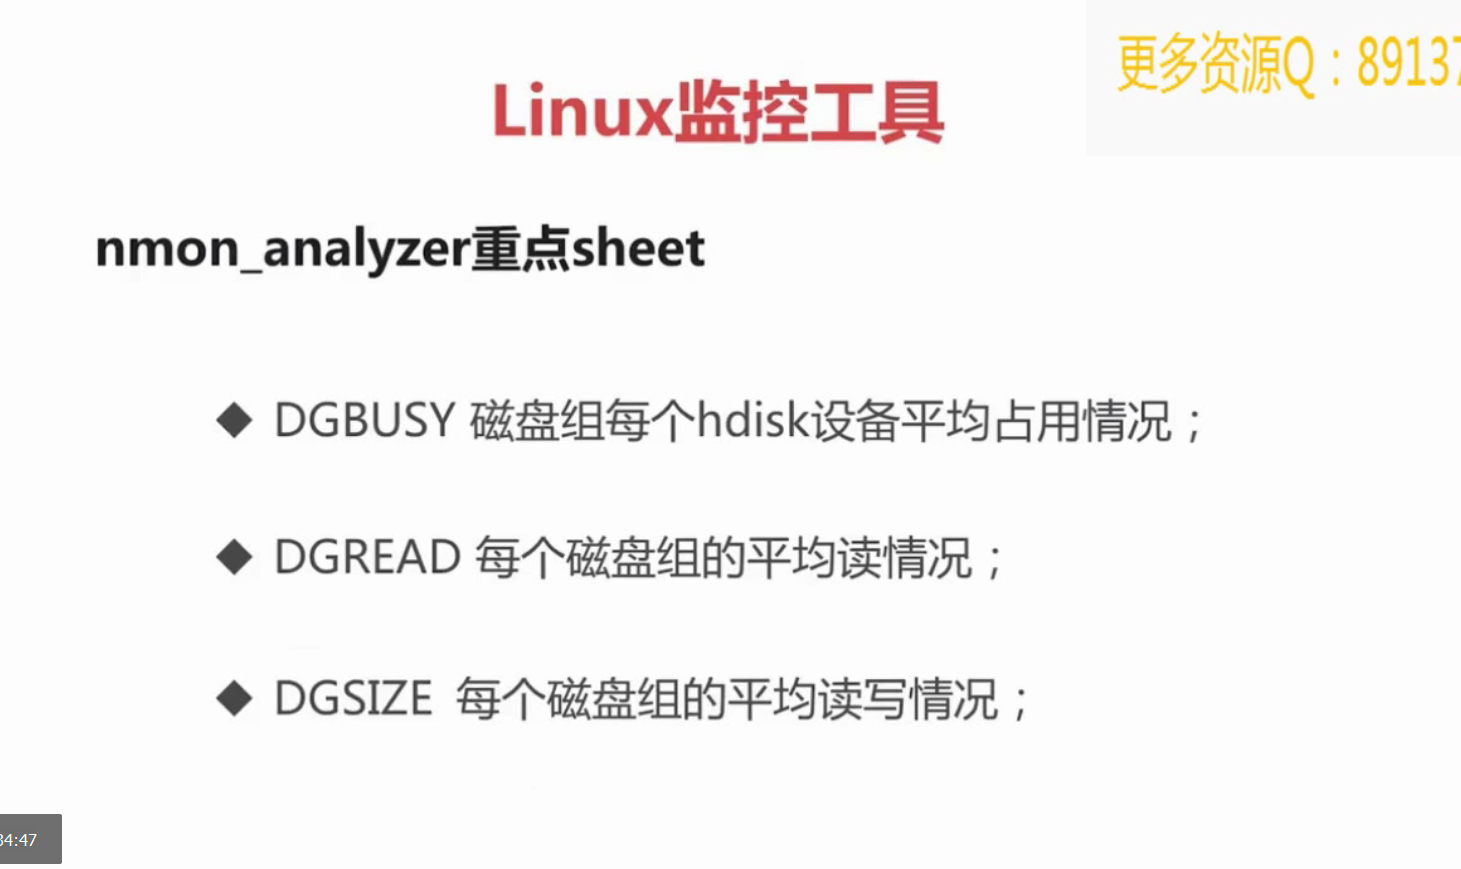 更多资源Q：89137
Linux监控工具
nmon_analyzer重点sheet
◆ DGBUSY 磁盘组每个hdisk设备平均占用情况；
◆ DGREAD 每个磁盘组的平均读情况；
◆ DGSIZE 每个磁盘组的平均读写情况；
34:47